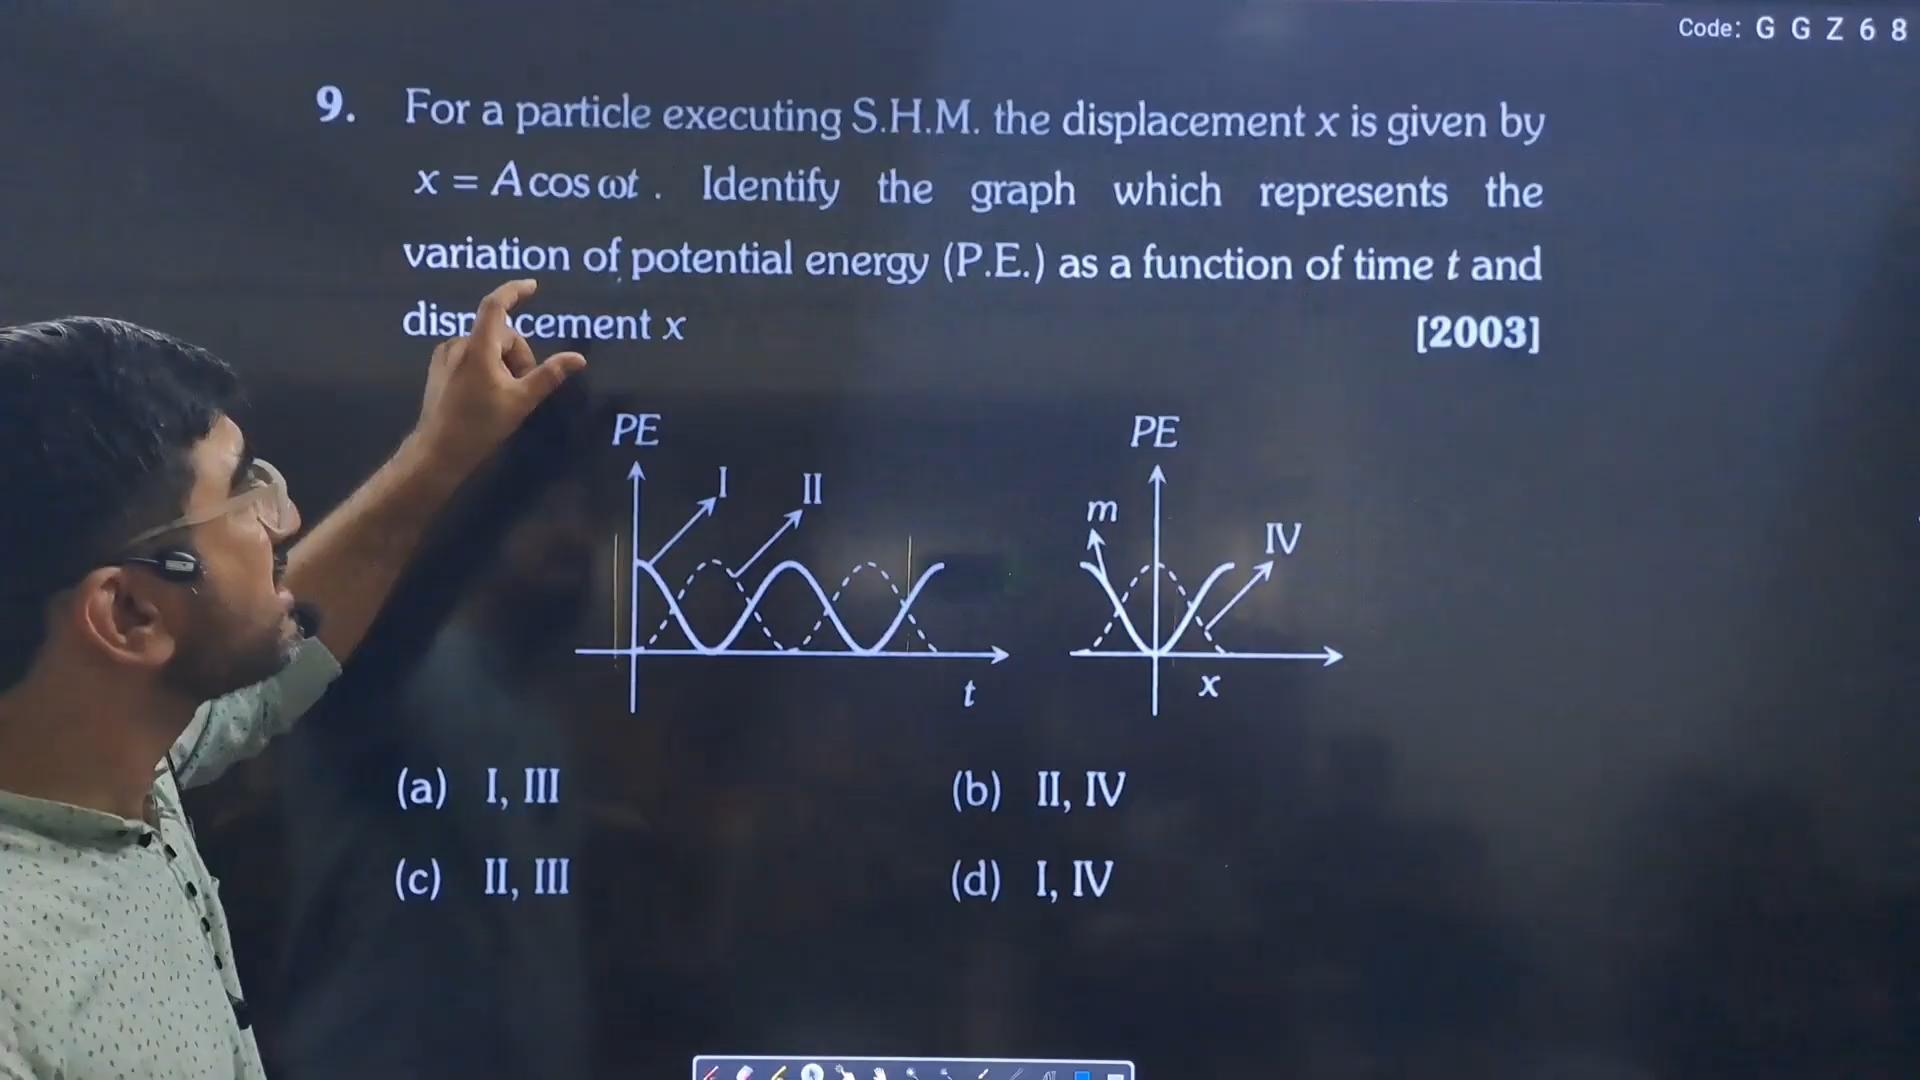 Code: G G Z 6 8
9. For a particle executing S.H.M. the displacement x is given by
x = A cos ωt . Identify the graph which represents the
variation of potential energy (P.E.) as a function of time t and
displacement x [2003]
PE
I
II
t
PE
m
IV
x
(a) I, III
(b) II, IV
(c) II, III
(d) I, IV